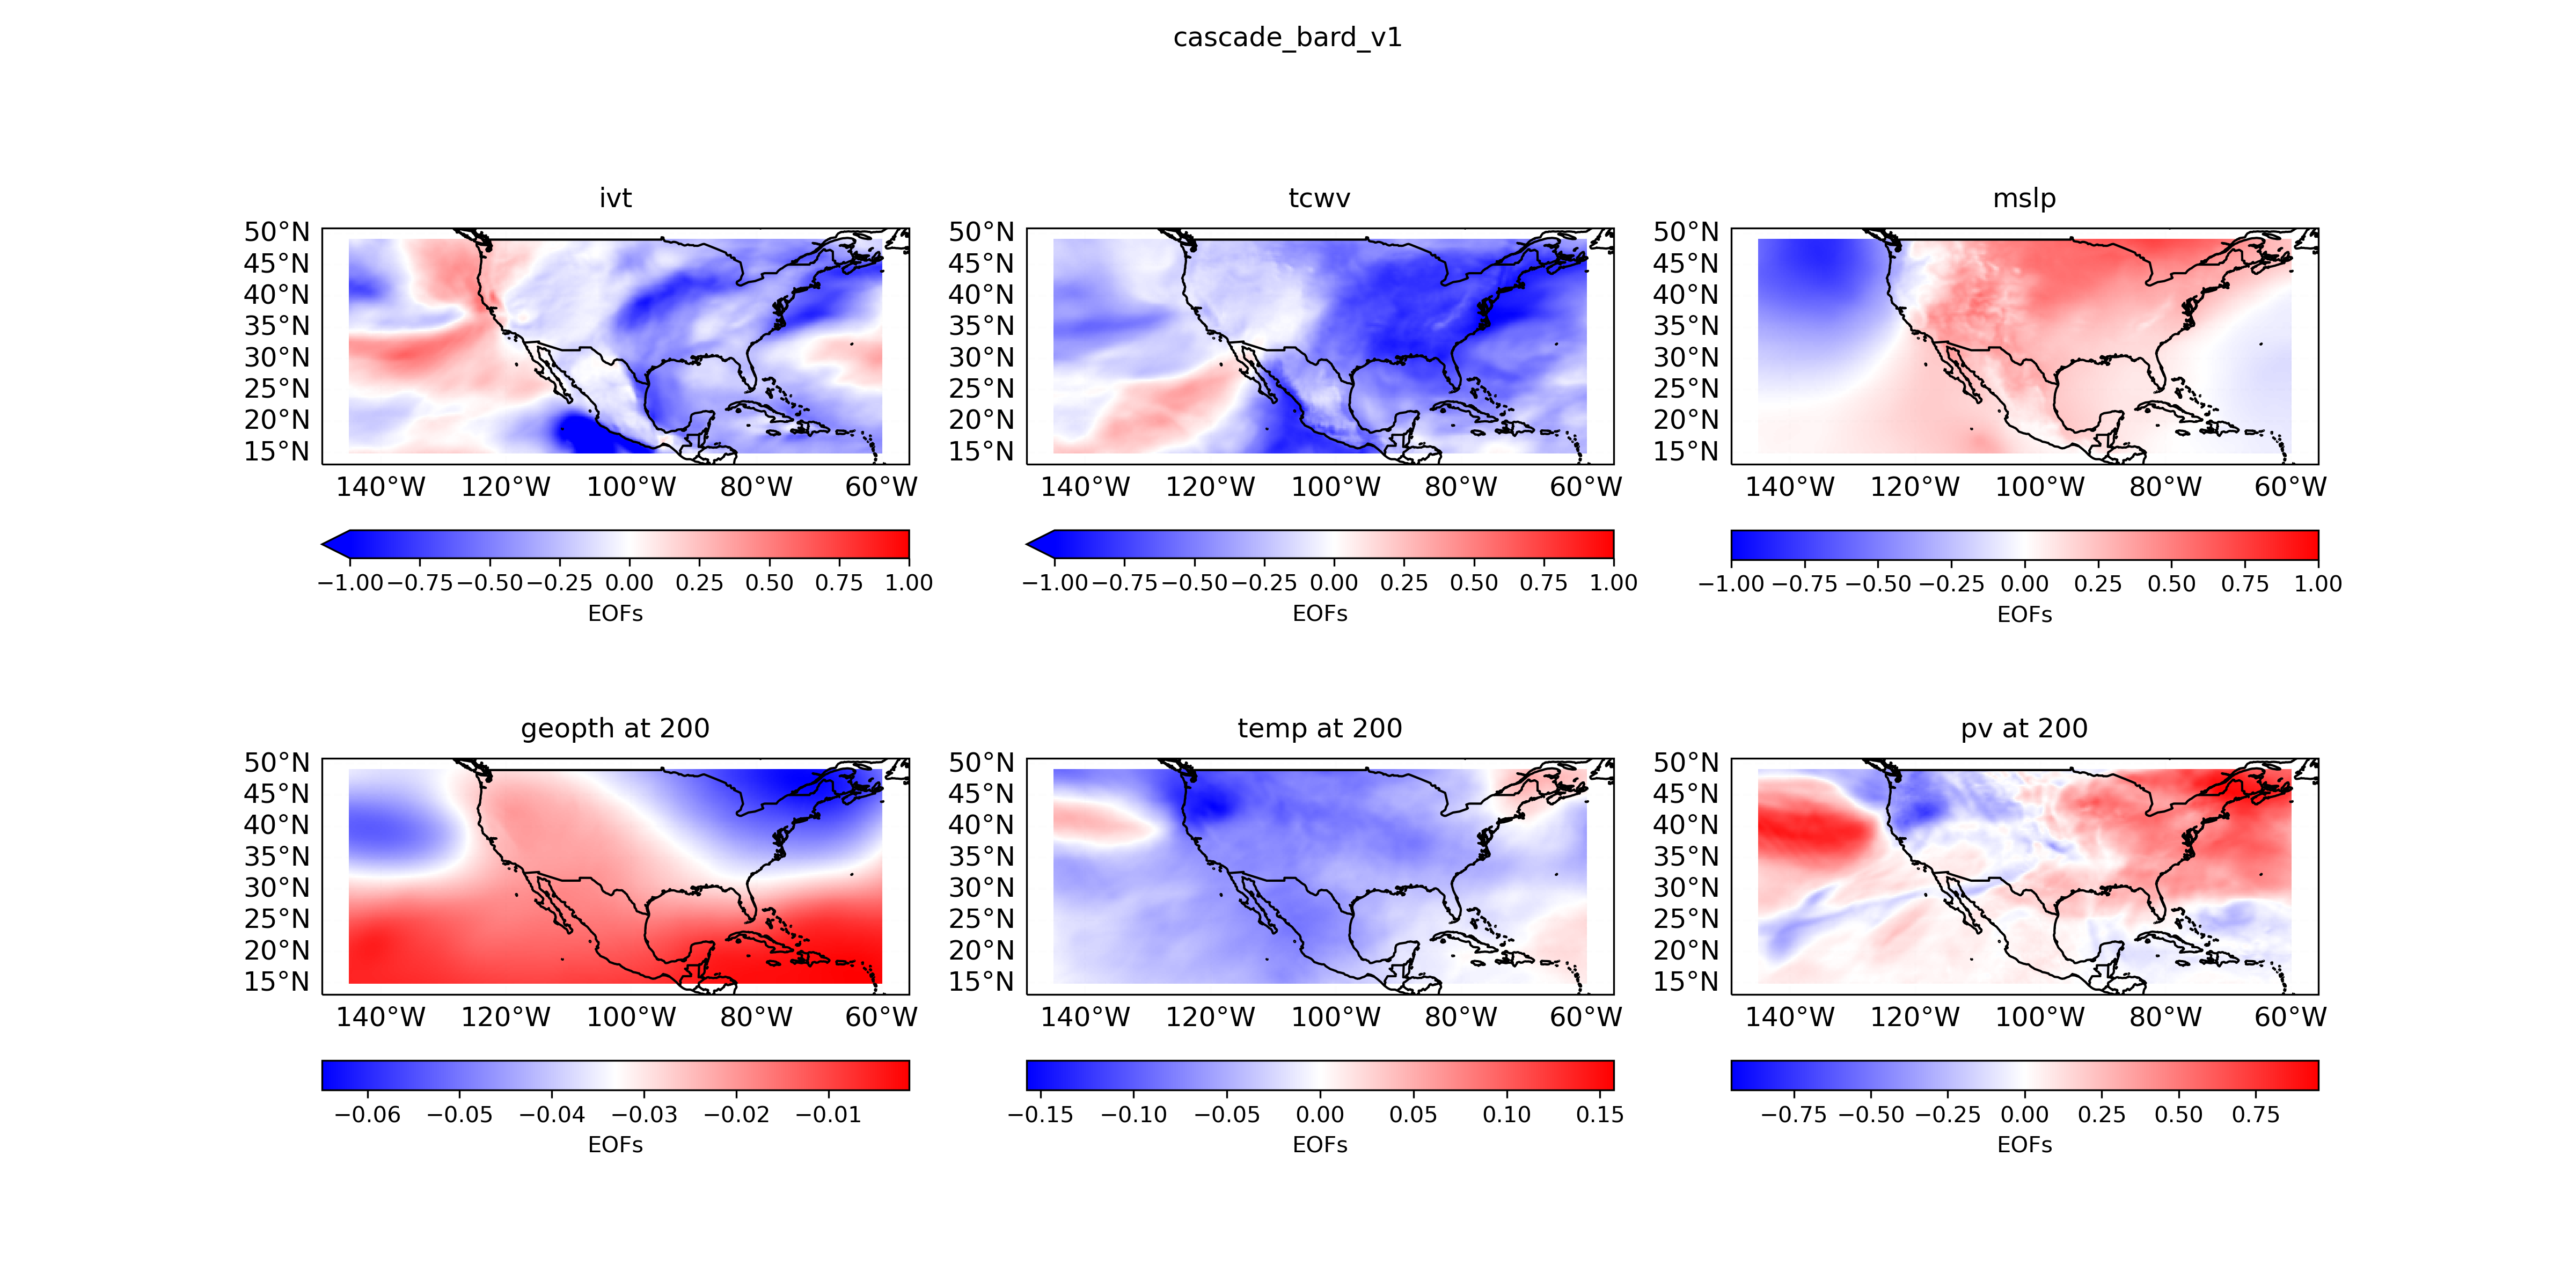 cascade_bard_v1
ivt
tcwv
mslp
50°N
45°N
40°N
35°N
30°N
25°N
20°N
15°N
140°W 120°W 100°W 80°W 60°W
50°N
45°N
40°N
35°N
30°N
25°N
20°N
15°N
140°W 120°W 100°W 80°W 60°W
50°N
45°N
40°N
35°N
30°N
25°N
20°N
15°N
140°W 120°W 100°W 80°W 60°W
−1.00 −0.75 −0.50 −0.25 0.00 0.25 0.50 0.75 1.00
EOFs
−1.00 −0.75 −0.50 −0.25 0.00 0.25 0.50 0.75 1.00
EOFs
−1.00 −0.75 −0.50 −0.25 0.00 0.25 0.50 0.75 1.00
EOFs
geopth at 200
temp at 200
pv at 200
50°N
45°N
40°N
35°N
30°N
25°N
20°N
15°N
140°W 120°W 100°W 80°W 60°W
50°N
45°N
40°N
35°N
30°N
25°N
20°N
15°N
140°W 120°W 100°W 80°W 60°W
50°N
45°N
40°N
35°N
30°N
25°N
20°N
15°N
140°W 120°W 100°W 80°W 60°W
−0.06 −0.05 −0.04 −0.03 −0.02 −0.01
EOFs
−0.15 −0.10 −0.05 0.00 0.05 0.10 0.15
EOFs
−0.75 −0.50 −0.25 0.00 0.25 0.50 0.75
EOFs